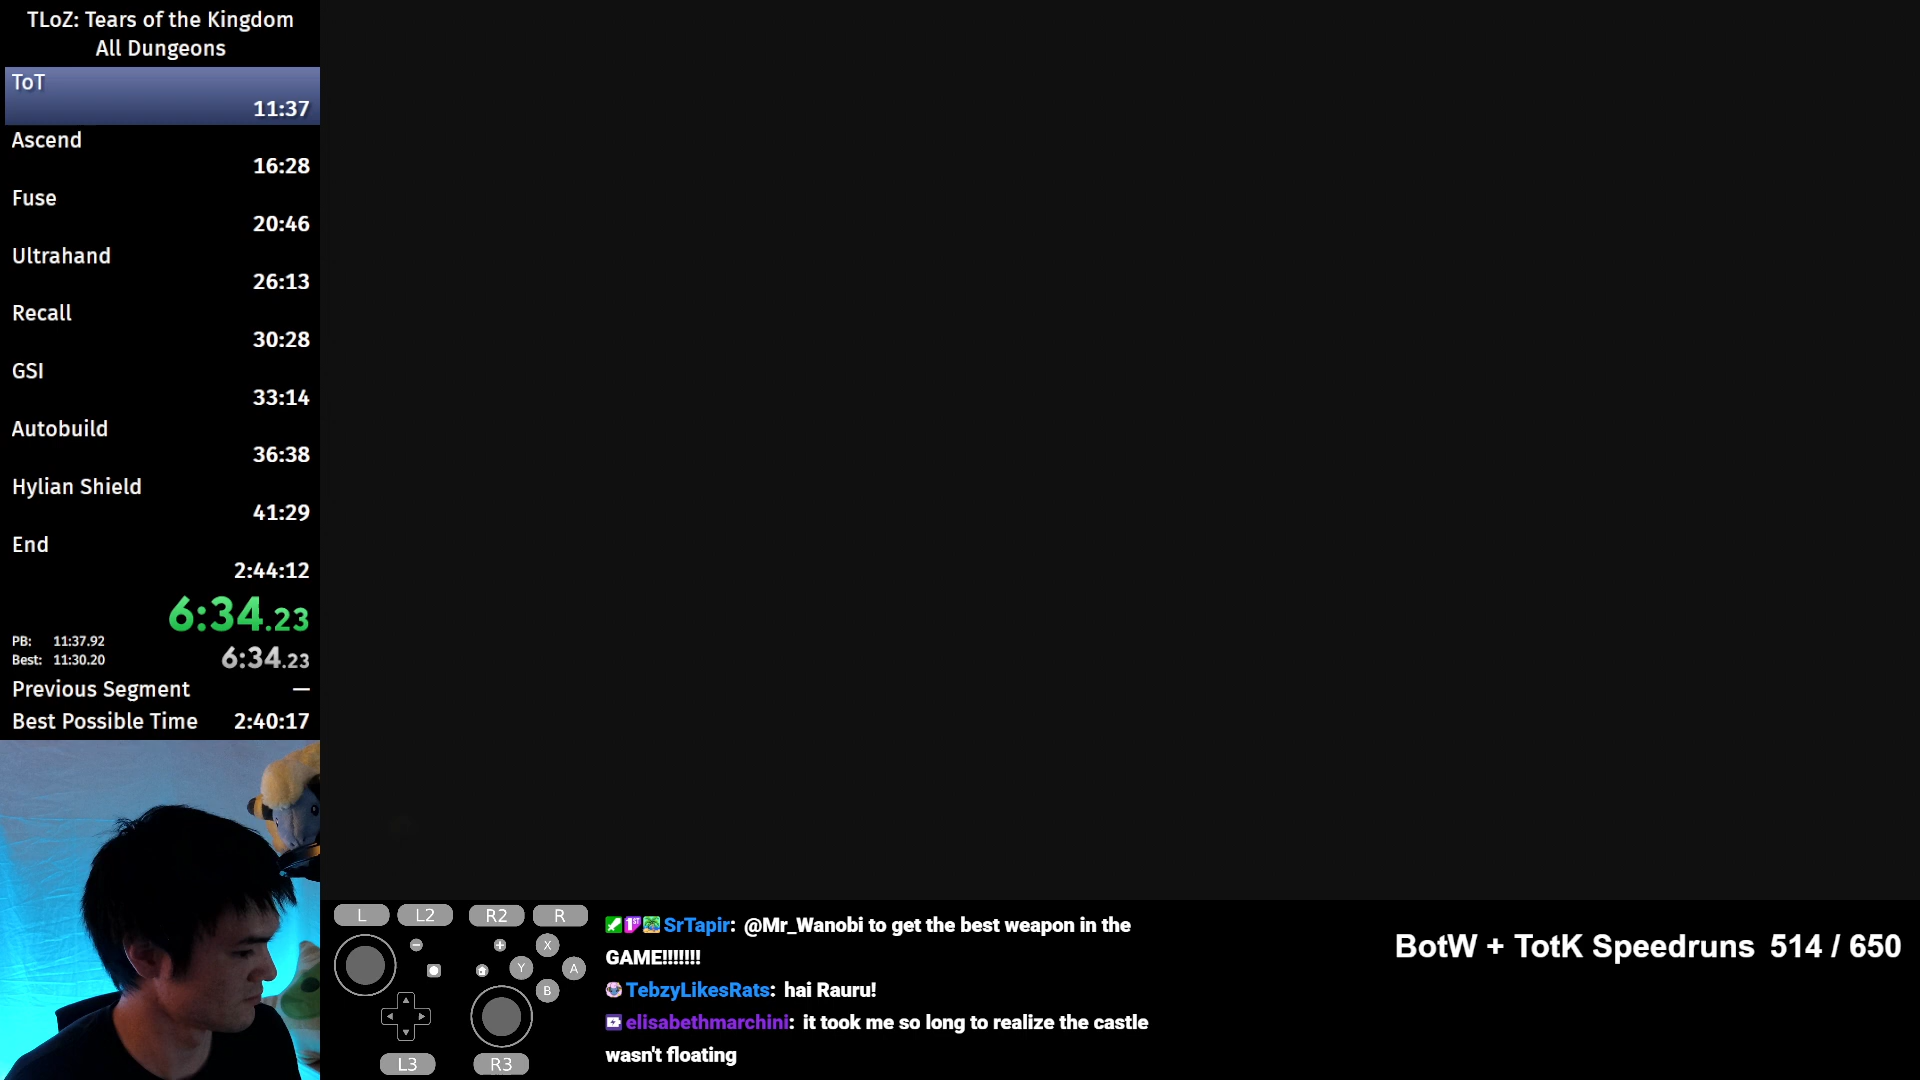 TLoZ: Tears of the Kingdom
All Dungeons
ToT
11:37
Ascend
16:28
Fuse
20:46
Ultrahand
26:13
Recall
30:28
GSI
33:14
Autobuild
36:38
Hylian Shield
41:29
End
2:44:12
6:34.23
PB: 11:37.92
Best: 11:30.20
6:34.23
Previous Segment —
Best Possible Time 2:40:17
L L2 R2 R
X
Y A
B
L3 R3
SrTapir: @Mr_Wanobi to get the best weapon in the
GAME!!!!!!!
TebzyLikesRats: hai Rauru!
elisabethmarchini: it took me so long to realize the castle
wasn't floating
BotW + TotK Speedruns 514 / 650